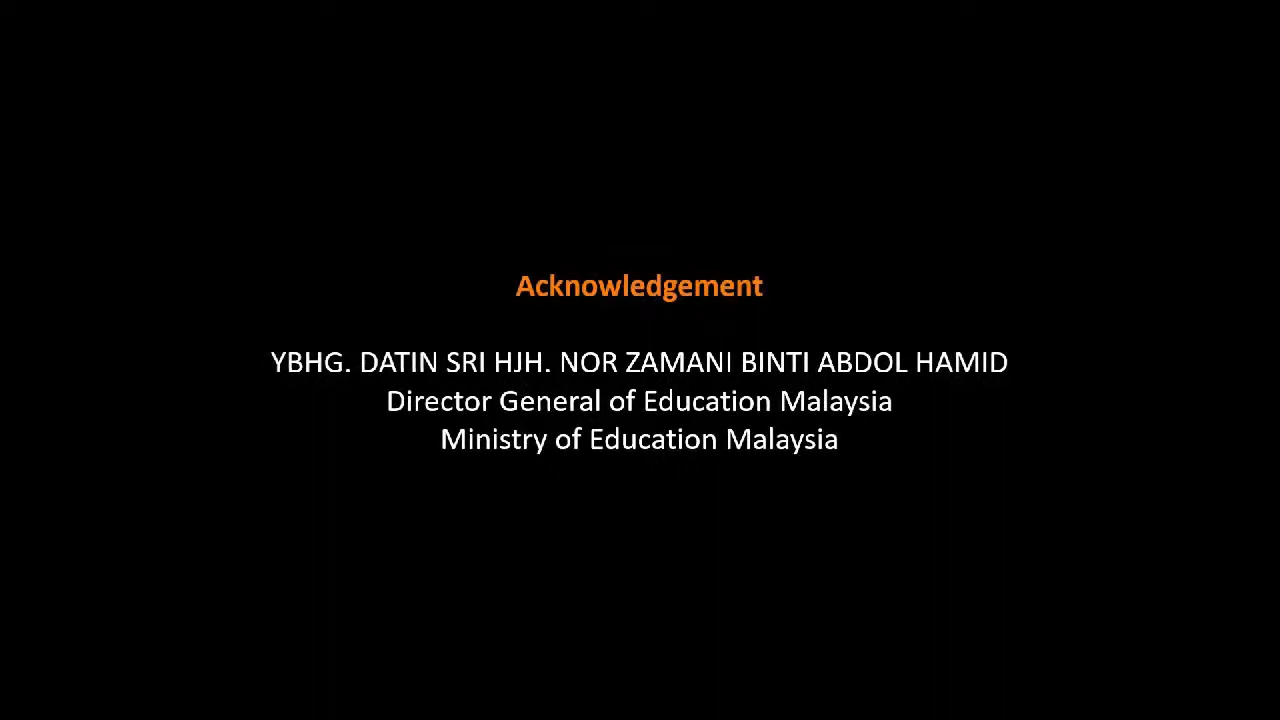 Acknowledgement
YBHG. DATIN SRI HJH. NOR ZAMANI BINTI ABDOL HAMID
Director General of Education Malaysia
Ministry of Education Malaysia